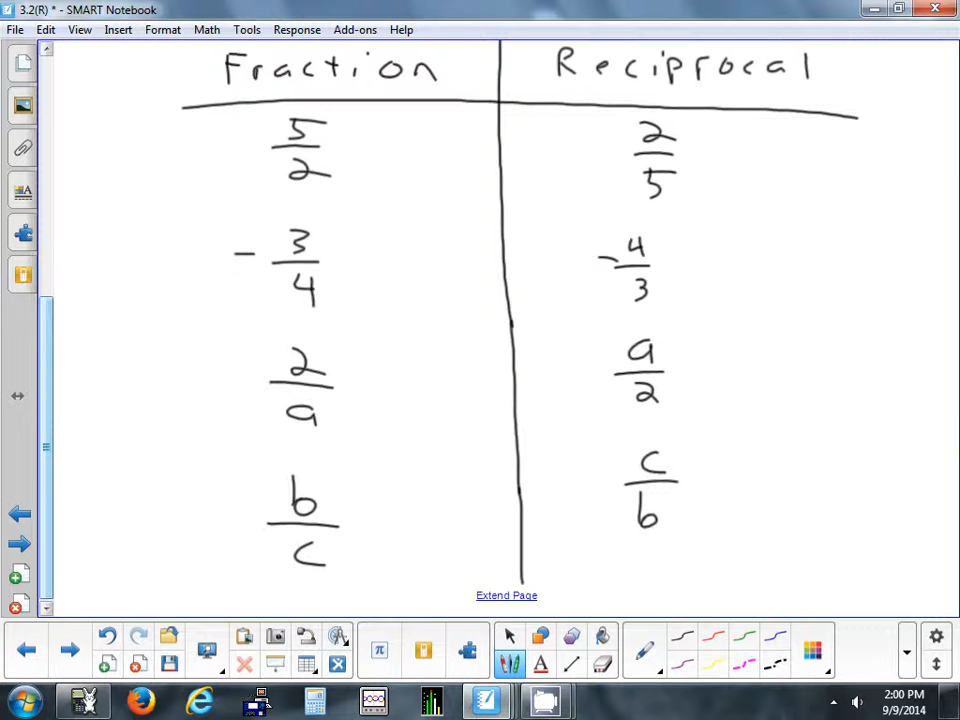 3.2(R) * - SMART Notebook
File Edit View Insert Format Math Tools Response Add-ons Help
Fraction Reciprocal
5/2 2/5
- 3/4 - 4/3
2/a a/2
b/c c/b
Extend Page
π
A
2:00 PM
9/9/2014